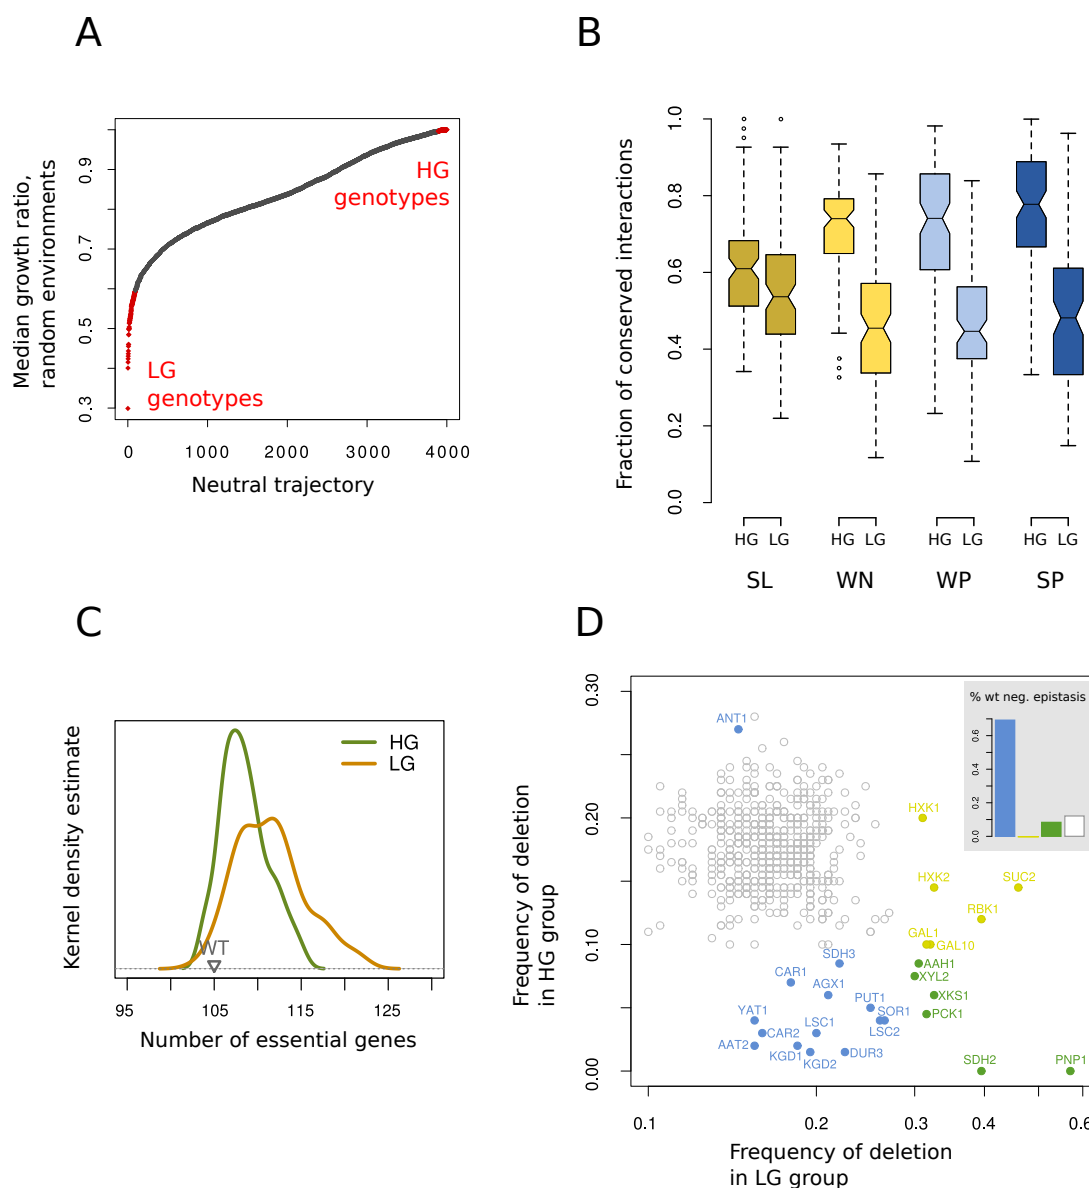 A
Median growth ratio,
random environments
0.3
0.5
0.7
0.9
HG
genotypes
LG
genotypes
0
1000
2000
3000
4000
Neutral trajectory
B
Fraction of conserved interactions
0.0
0.2
0.4
0.6
0.8
1.0
HG LG HG LG HG LG HG LG
SL WN WP SP
C
Kernel density estimate
HG
LG
WT
95 105 115 125
Number of essential genes
D
Frequency of deletion
in HG group
0.00
0.10
0.20
0.30
% wt neg. epistasis
0.0
0.2
0.4
0.6
ANT1
HXK1
HXK2
SUC2
RBK1
GAL1
GAL10
SDH3
AAH1
CAR1
XYL2
AGX1
XKS1
PUT1
PCK1
YAT1
SOR1
LSC1
CAR2
LSC2
AAT2
KGD1
KGD2
DUR3
SDH2
PNP1
0.1 0.2 0.3 0.4 0.6
Frequency of deletion
in LG group